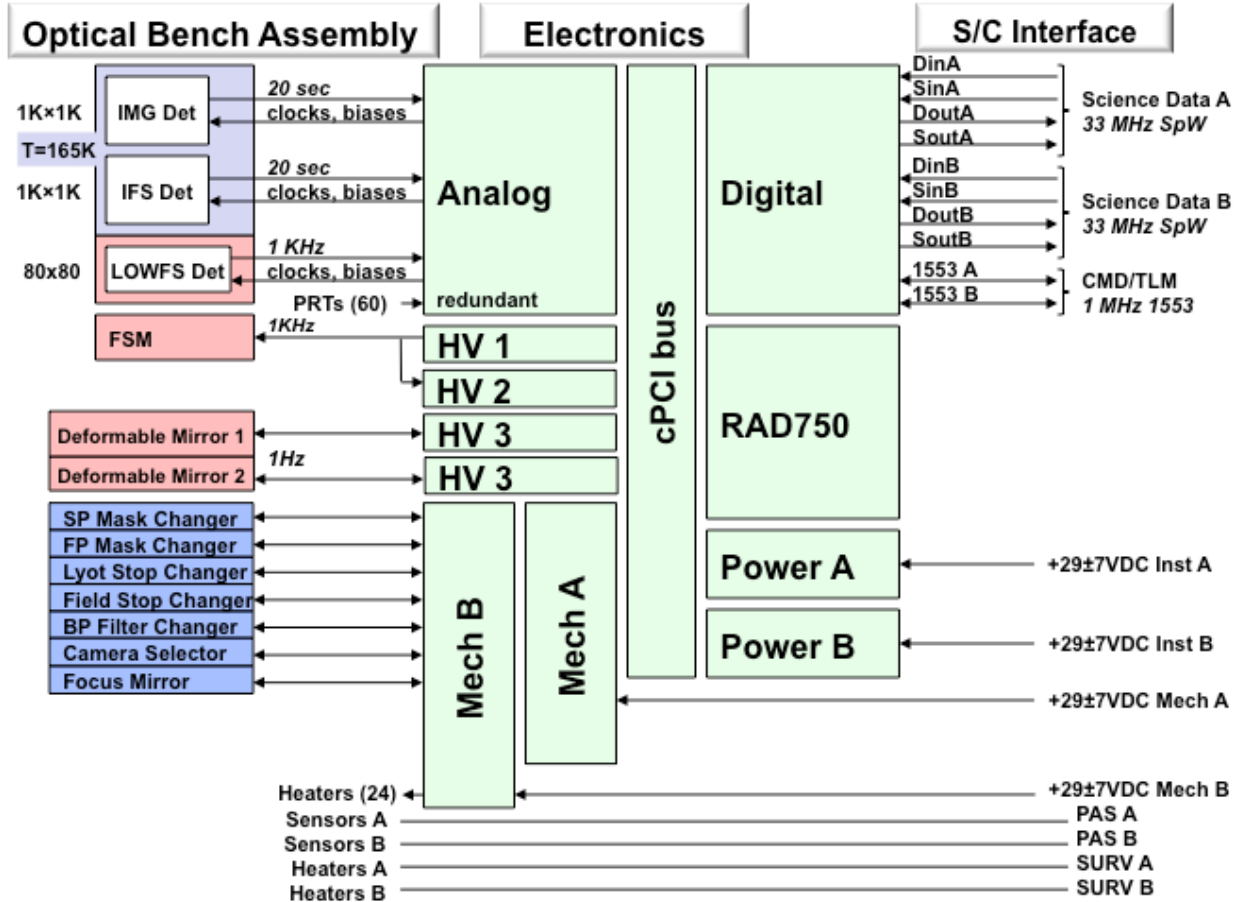 Optical Bench Assembly
Electronics
S/C Interface
1K×1K
T=165K
1K×1K
80x80
IMG Det
IFS Det
LOWFS Det
20 sec
clocks, biases
20 sec
clocks, biases
1 KHz
clocks, biases
PRTs (60)
redundant
FSM
1KHz
Deformable Mirror 1
Deformable Mirror 2
1Hz
SP Mask Changer
FP Mask Changer
Lyot Stop Changer
Field Stop Changer
BP Filter Changer
Camera Selector
Focus Mirror
Analog
HV 1
HV 2
HV 3
HV 3
Mech B
Mech A
cPCI bus
Digital
RAD750
Power A
Power B
DinA
SinA
DoutA
SoutA
Science Data A
33 MHz SpW
DinB
SinB
DoutB
SoutB
Science Data B
33 MHz SpW
1553 A
1553 B
CMD/TLM
1 MHz 1553
+29±7VDC Inst A
+29±7VDC Inst B
+29±7VDC Mech A
+29±7VDC Mech B
Heaters (24)
Sensors A
PAS A
Sensors B
PAS B
Heaters A
SURV A
Heaters B
SURV B